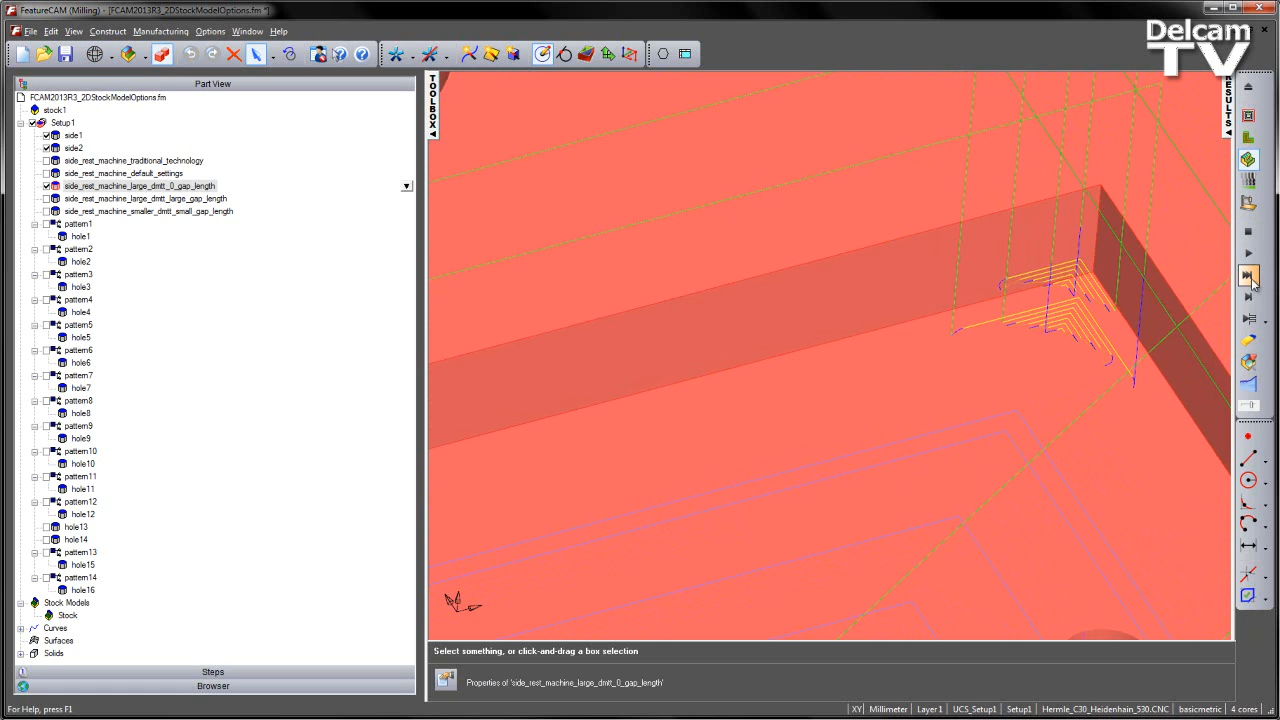 FeatureCAM (Milling) - [FCAM2013R3_2DStockModelOptions.fm *]
File Edit View Construct Manufacturing Options Window Help
Delcam
TV
Part View
FCAM2013R3_2DStockModelOptions.fm
stock1
Setup1
side1
side2
side_rest_machine_traditional_technology
side_rest_machine_default_settings
side_rest_machine_large_dmtt_0_gap_length
side_rest_machine_large_dmtt_large_gap_length
side_rest_machine_smaller_dmtt_small_gap_length
pattern1
hole1
pattern2
hole2
pattern3
hole3
pattern4
hole4
pattern5
hole5
pattern6
hole6
pattern7
hole7
pattern8
hole8
pattern9
hole9
pattern10
hole10
pattern11
hole11
pattern12
hole12
hole13
hole14
pattern13
hole15
pattern14
hole16
Stock Models
Stock
Curves
Surfaces
Solids
Steps
Browser
TOOLBOX
RESULTS
Select something, or click-and-drag a box selection
Properties of 'side_rest_machine_large_dmtt_0_gap_length'
For Help, press F1
XY Millimeter Layer1 UCS_Setup1 Setup1 Hermle_C30_Heidenhain_530.CNC basicmetric 4 cores